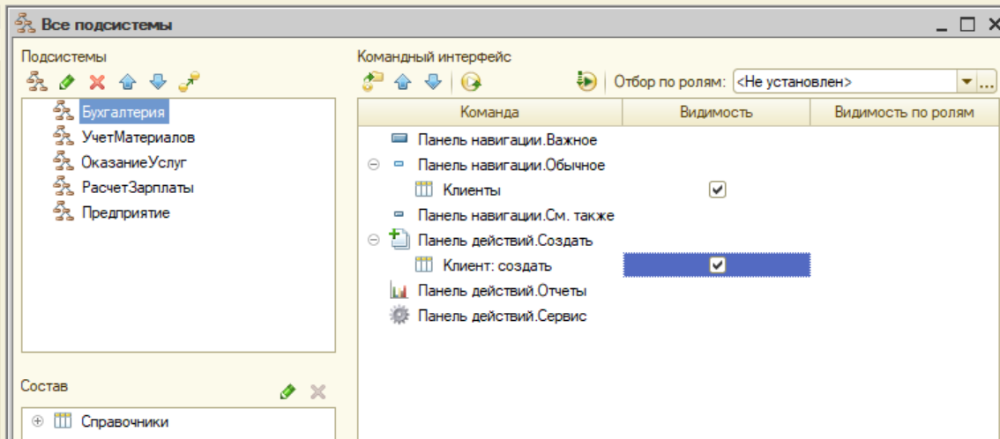 Все подсистемы
Подсистемы
Бухгалтерия
УчетМатериалов
ОказаниеУслуг
РасчетЗарплаты
Предприятие
Состав
Справочники
Командный интерфейс
Отбор по ролям: <Не установлен>
Команда Видимость Видимость по ролям
Панель навигации.Важное
Панель навигации.Обычное
Клиенты
Панель навигации.См. также
Панель действий.Создать
Клиент: создать
Панель действий.Отчеты
Панель действий.Сервис